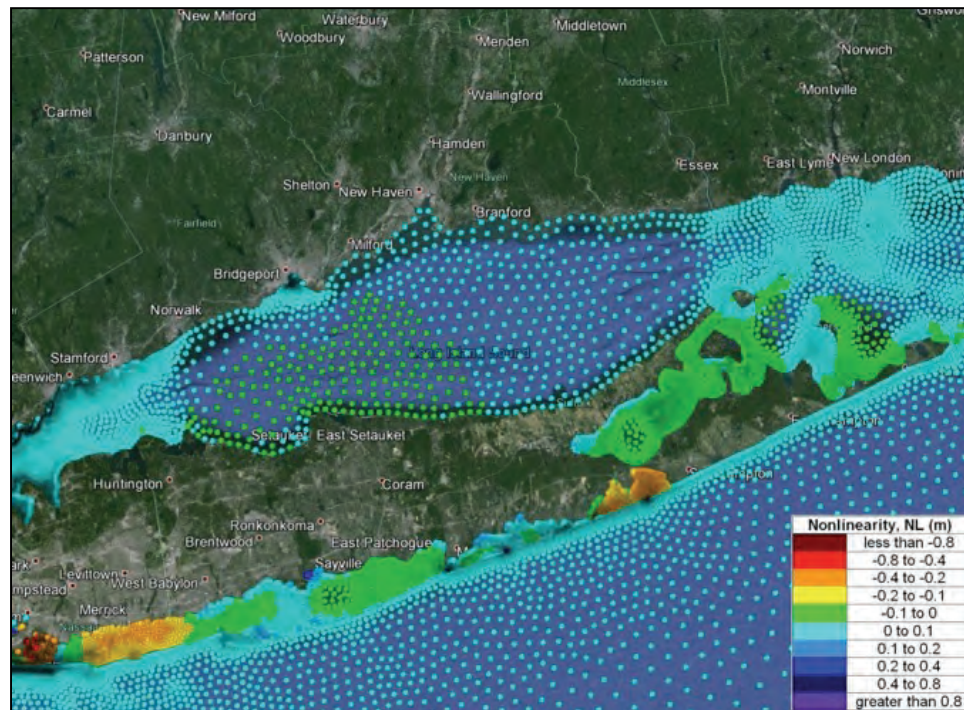 New Milford
Waterbury
Woodbury
Middletown
Meriden
Patterson
Norwich
Middlesex
Montville
Wallingford
Carmel
Danbury
Hamden
Essex
East Lyme
New London
Shelton
New Haven
New Haven
Branford
Fairfield
Milford
Bridgeport
Norwalk
Stamford
Setauket
East Setauket
Huntington
Coram
Ronkonkoma
Brentwood
East Patchogue
Sayville
Levittown
West Babylon
Merrick
Nonlinearity, NL (m)
less than -0.8
-0.8 to -0.4
-0.4 to -0.2
-0.2 to -0.1
-0.1 to 0
0 to 0.1
0.1 to 0.2
0.2 to 0.4
0.4 to 0.8
greater than 0.8